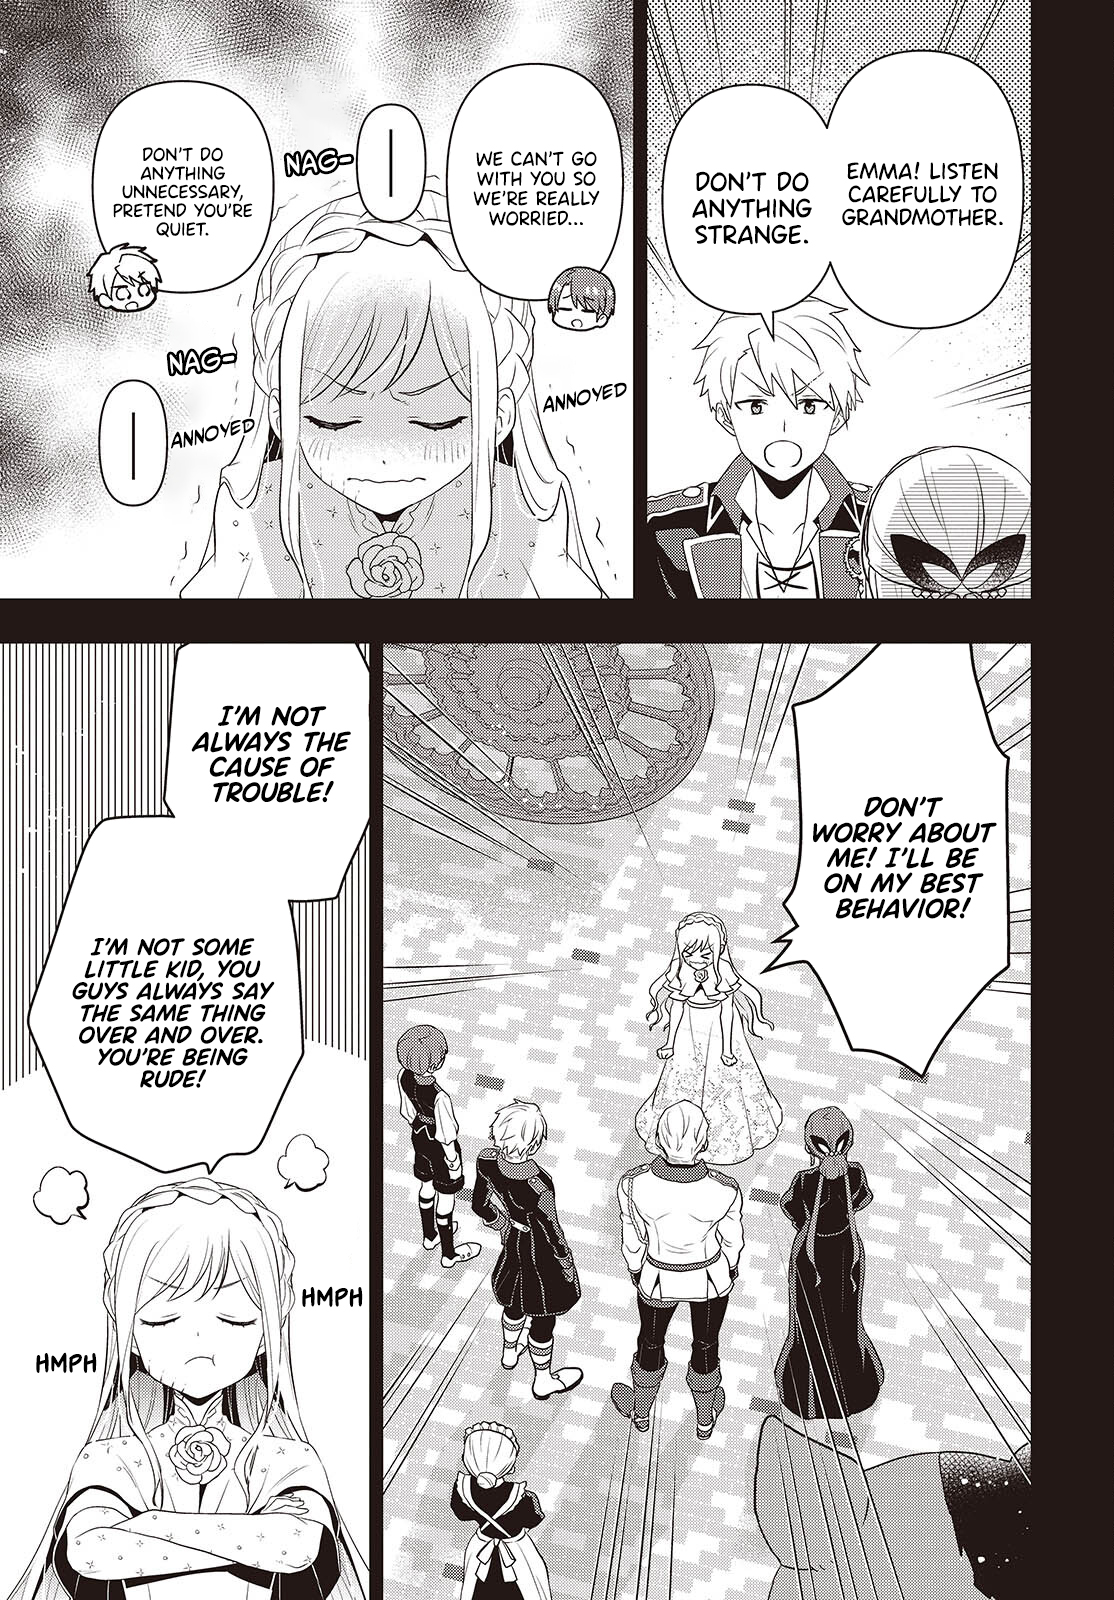 EMMA! LISTEN
CAREFULLY TO
GRANDMOTHER.
DON'T DO
ANYTHING
STRANGE.
WE CAN'T GO
WITH YOU SO
WE'RE REALLY
WORRIED...
NAG-
DON'T DO
ANYTHING
UNNECESSARY,
PRETEND YOU'RE
QUIET.
NAG-
ANNOYED
ANNOYED
DON'T
WORRY ABOUT
ME! I'LL BE
ON MY BEST
BEHAVIOR!
I'M NOT
ALWAYS THE
CAUSE OF
TROUBLE!
I'M NOT SOME
LITTLE KID, YOU
GUYS ALWAYS SAY
THE SAME THING
OVER AND OVER.
YOU'RE BEING
RUDE!
HMPH
HMPH